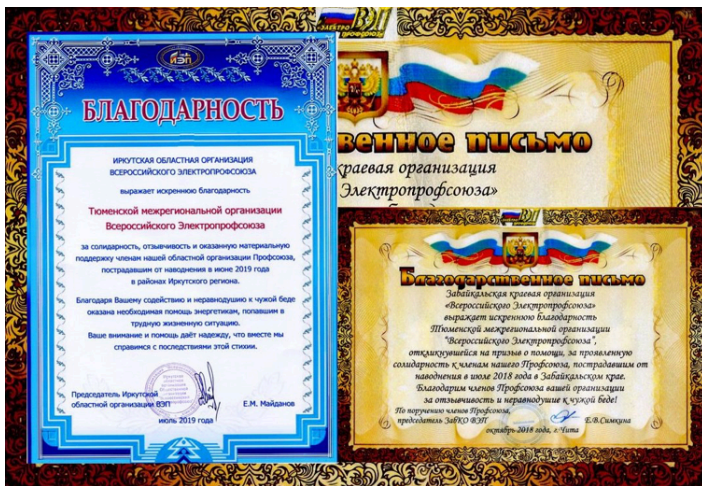 ИЭП
БЛАГОДАРНОСТЬ
ИРКУТСКАЯ ОБЛАСТНАЯ ОРГАНИЗАЦИЯ
ВСЕРОССИЙСКОГО ЭЛЕКТРОПРОФСОЮЗА
выражает искреннюю благодарность
Тюменской межрегиональной организации
Всероссийского Электропрофсоюза
за солидарность, отзывчивость и оказанную материальную
поддержку членам нашей областной организации Профсоюза,
пострадавшим от наводнения в июне 2019 года
в районах Иркутского региона.
Благодаря Вашему содействию и неравнодушию к чужой беде
оказана необходимая помощь энергетикам, попавшим в
трудную жизненную ситуацию.
Ваше внимание и помощь даёт надежду, что вместе мы
справимся с последствиями этой стихии.
Председатель Иркутской
областной организации ВЭП Е.М. Майданов
июль 2019 года
ЭЛЕКТРО ВЭП
ПРОФСОЮЗ
твенное письмо
краевая организация
Электропрофсоюза»
ВЭП
Благодарственное письмо
Забайкальская краевая организация
«Всероссийского Электропрофсоюза»
выражает искреннюю благодарность
Тюменской межрегиональной организации
"Всероссийского Электропрофсоюза",
откликнувшейся на призыв о помощи, за проявленную
солидарность к членам нашего Профсоюза, пострадавшим от
наводнения в июле 2018 года в Забайкальском крае.
Благодарим членов Профсоюза вашей организации
за отзывчивость и неравнодушие к чужой беде!
По поручению членов Профсоюза,
председатель ЗабКО ВЭП Е.В.Симкина
октябрь 2018 года, г.Чита